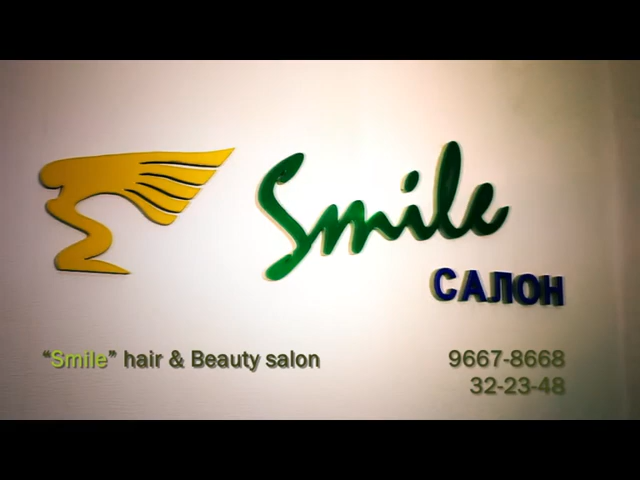 Smile
САЛОН
“Smile” hair & Beauty salon
9667-8668
32-23-48